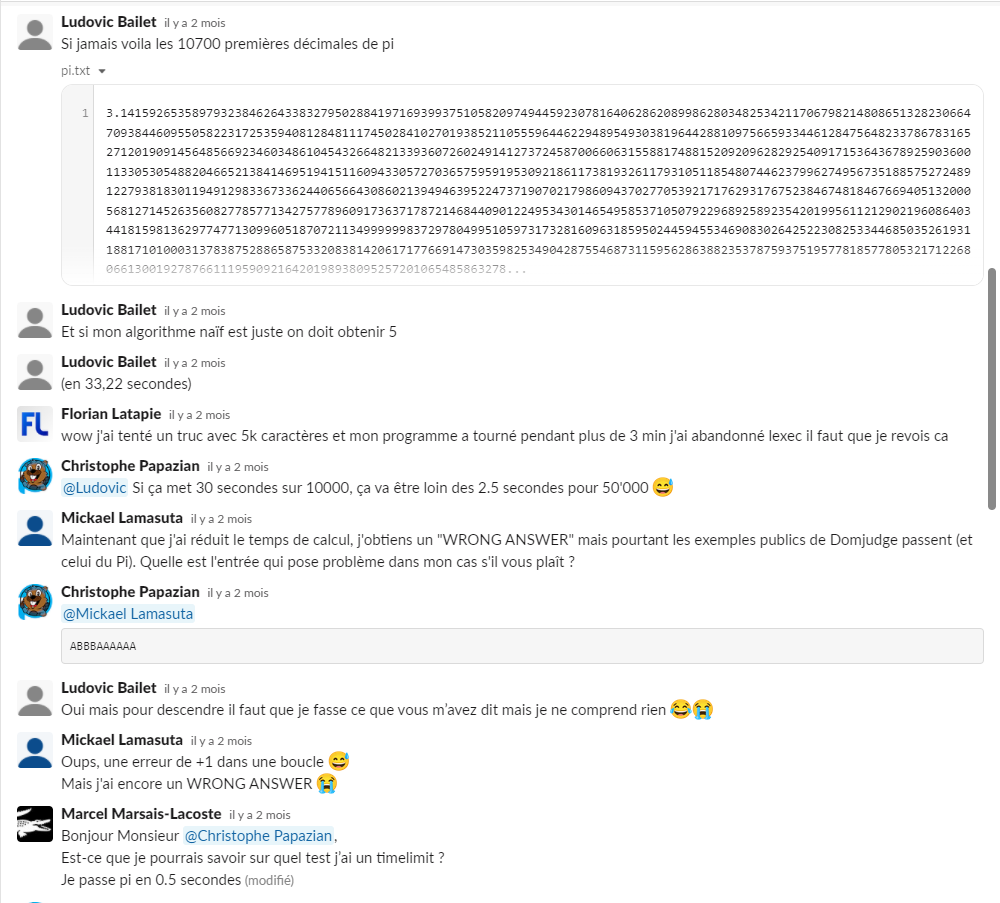 Ludovic Bailet il y a 2 mois
Si jamais voila les 10700 premières décimales de pi
pi.txt
1
3.14159265358979323846264338327950288419716939937510582097494459230781640628620899862803482534211706798214808651328230664
7093844609550582231725359408128481117450284102701938521105559644622948954930381964428810975665933446128475648233786783165
2712019091456485669234603486104543266482133936072602491412737245870066063155881748815209209628292540917153643678925903600
1133053054882046652138414695194151160943305727036575959195309218611738193261179310511854807446237996274956735188575272489
1227938183011949129833673362440656643086021394946395224737190702179860943702770539217176293176752384674818467669405132000
5681271452635608277857713427577896091736371787214684409012249534301465495853710507922796892589235420199561121290219608 6403
4418159813629774771309960518707211349999998372978049951059731732816096318595024459455346908302642522308253344685035261931
1881710100031378387528865875332083814206171776691473035982534904287554687311595628638823537875937519577818577805321712268
06613001927876611195909216420198938095257201065485863278...
Ludovic Bailet il y a 2 mois
Et si mon algorithme naïf est juste on doit obtenir 5
Ludovic Bailet il y a 2 mois
(en 33,22 secondes)
FL
Florian Latapie il y a 2 mois
wow j'ai tenté un truc avec 5k caractères et mon programme a tourné pendant plus de 3 min j'ai abandonné lexec il faut que je revois ca
Christophe Papazian il y a 2 mois
@Ludovic Si ça met 30 secondes sur 10000, ça va être loin des 2.5 secondes pour 50'000 😅
Mickael Lamasuta il y a 2 mois
Maintenant que j'ai réduit le temps de calcul, j'obtiens un "WRONG ANSWER" mais pourtant les exemples publics de Domjudge passent (et
celui du Pi). Quelle est l'entrée qui pose problème dans mon cas s'il vous plaît ?
Christophe Papazian il y a 2 mois
@Mickael Lamasuta
ABBBAAAAAA
Ludovic Bailet il y a 2 mois
Oui mais pour descendre il faut que je fasse ce que vous m'avez dit mais je ne comprend rien 😂😭
Mickael Lamasuta il y a 2 mois
Oups, une erreur de +1 dans une boucle 😅
Mais j'ai encore un WRONG ANSWER 😭
Marcel Marsais-Lacoste il y a 2 mois
Bonjour Monsieur @Christophe Papazian,
Est-ce que je pourrais savoir sur quel test j'ai un timelimit ?
Je passe pi en 0.5 secondes (modifié)